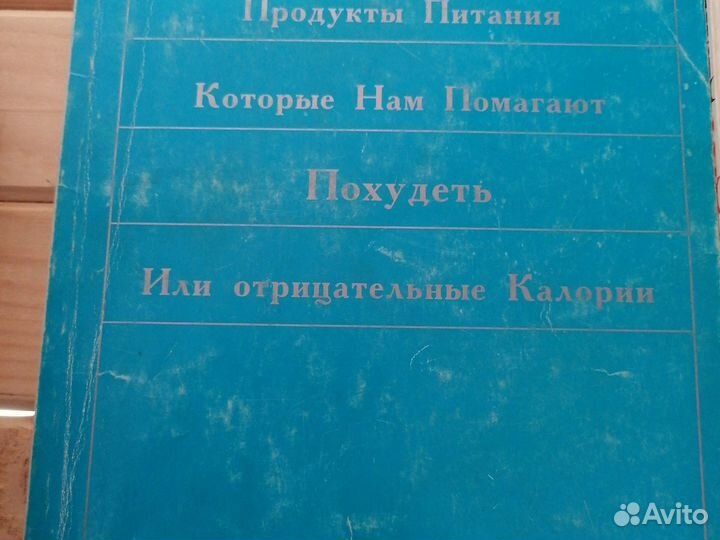 Продукты Питания
Которые Нам Помагают
Похудеть
Или отрицательные Калории
Avito